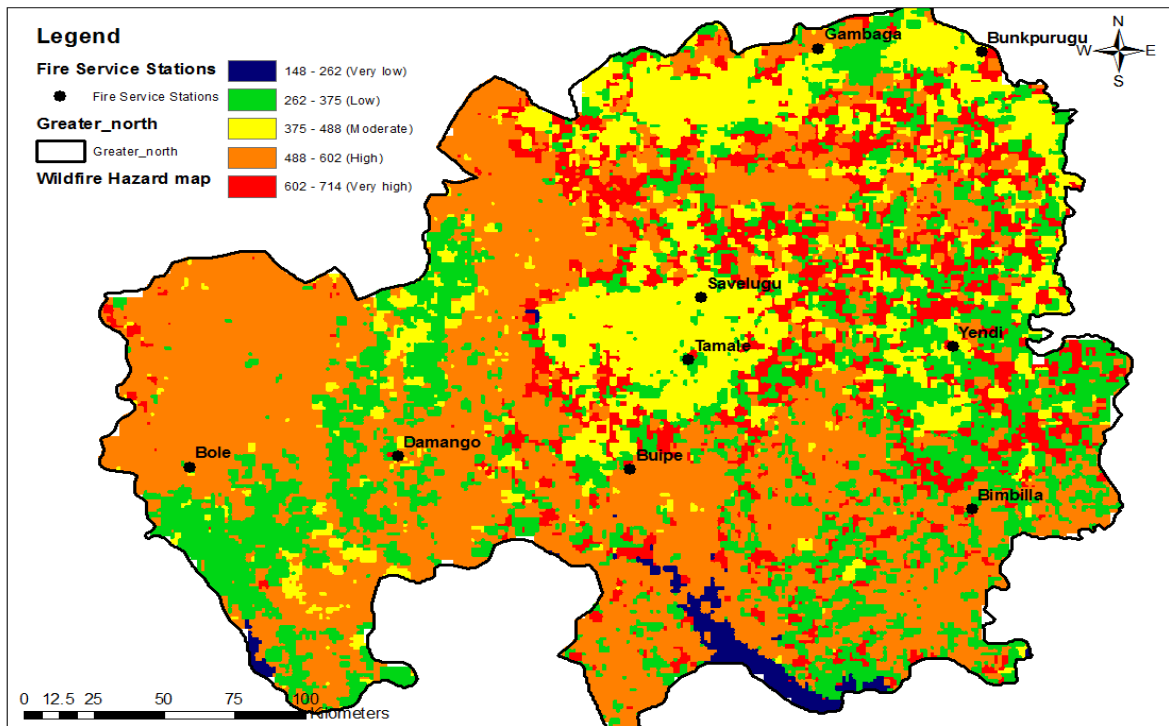 Legend
Fire Service Stations
Fire Service Stations
Greater_north
Greater_north
Wildfire Hazard map
148 - 262 (Very low)
262 - 375 (Low)
375 - 488 (Moderate)
488 - 602 (High)
602 - 714 (Very high)
N
W E
S
Gambaga
Bunkpurugu
Savelugu
Tamale
Yendi
Bole
Damango
Buipe
Bimbilla
0 12.5 25 50 75 100
Kilometers